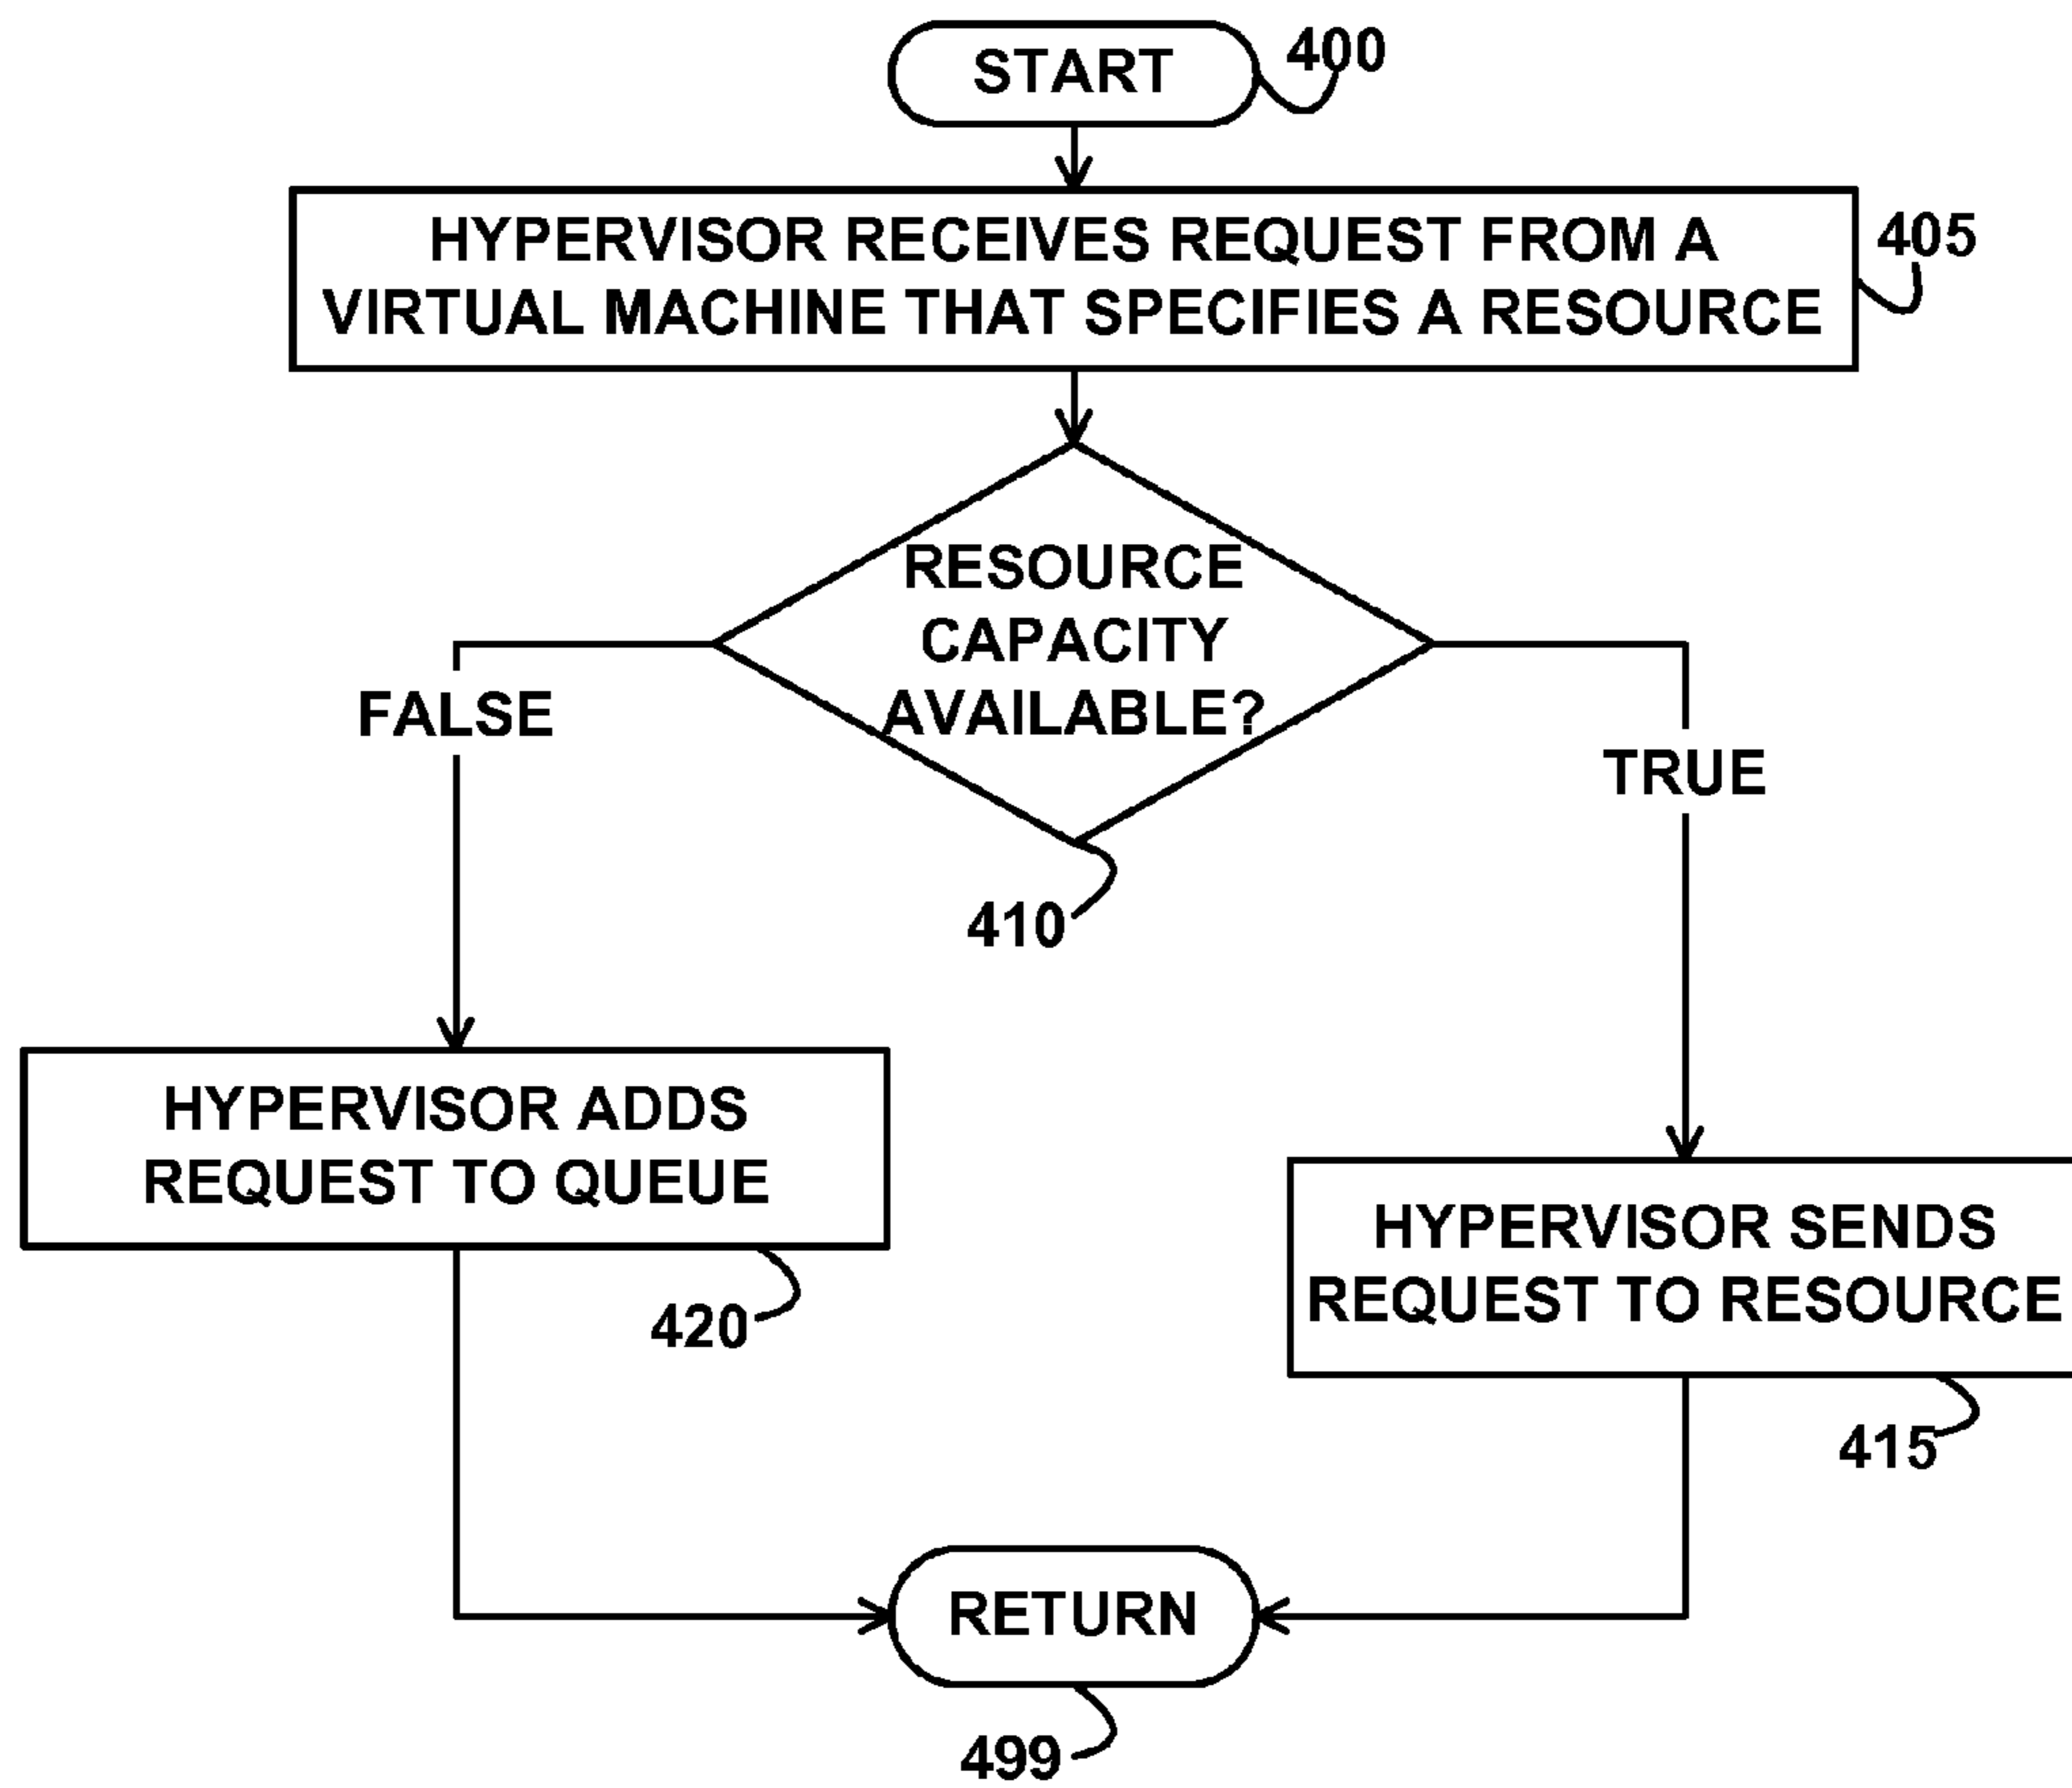 START
400
HYPERVISOR RECEIVES REQUEST FROM A
VIRTUAL MACHINE THAT SPECIFIES A RESOURCE
405
RESOURCE
CAPACITY
AVAILABLE?
410
FALSE
TRUE
HYPERVISOR ADDS
REQUEST TO QUEUE
420
HYPERVISOR SENDS
REQUEST TO RESOURCE
415
RETURN
499